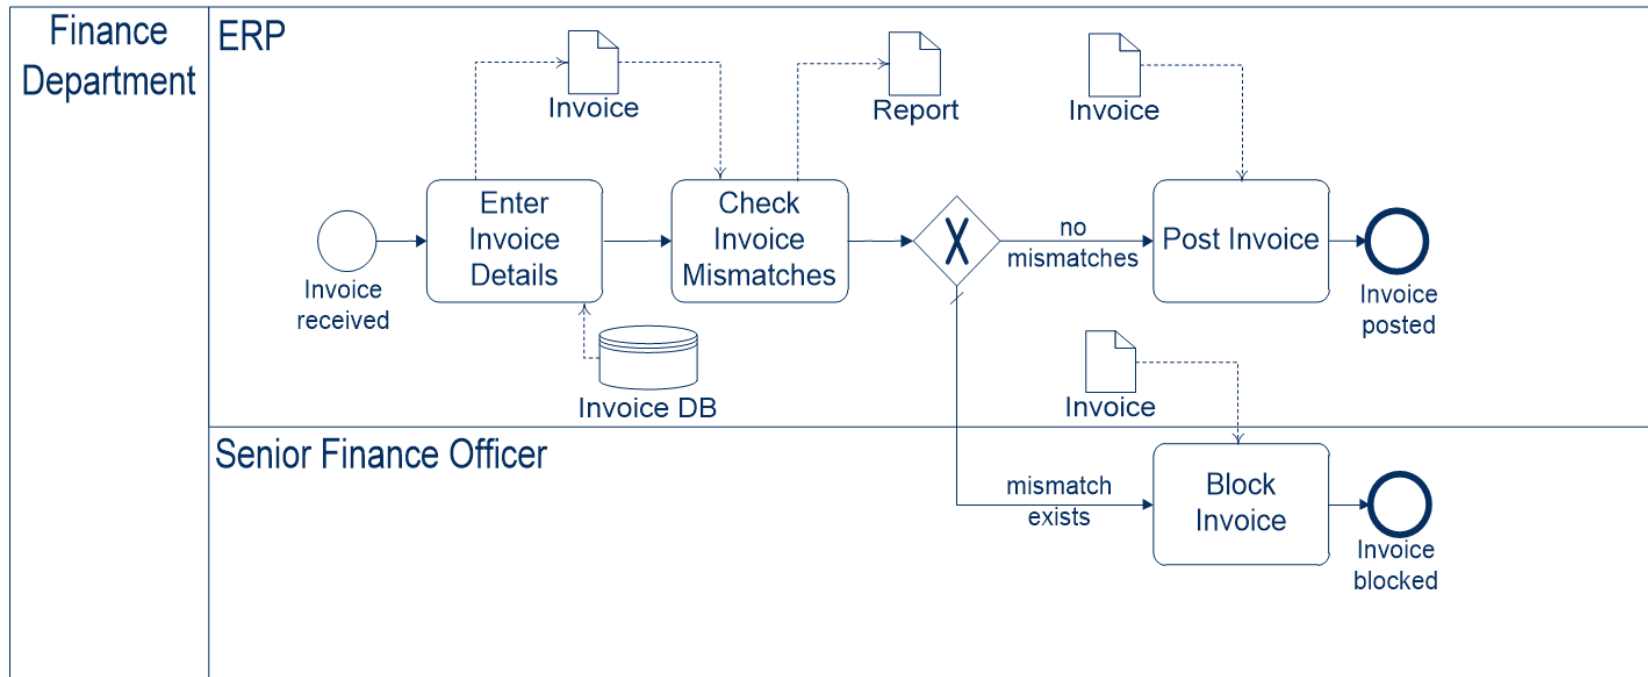 Finance
Department
ERP
Invoice
Report
Invoice
Enter
Invoice
Details
Check
Invoice
Mismatches
X
no
mismatches
Post Invoice
Invoice
received
Invoice
posted
Invoice DB
Invoice
Senior Finance Officer
mismatch
exists
Block
Invoice
Invoice
blocked